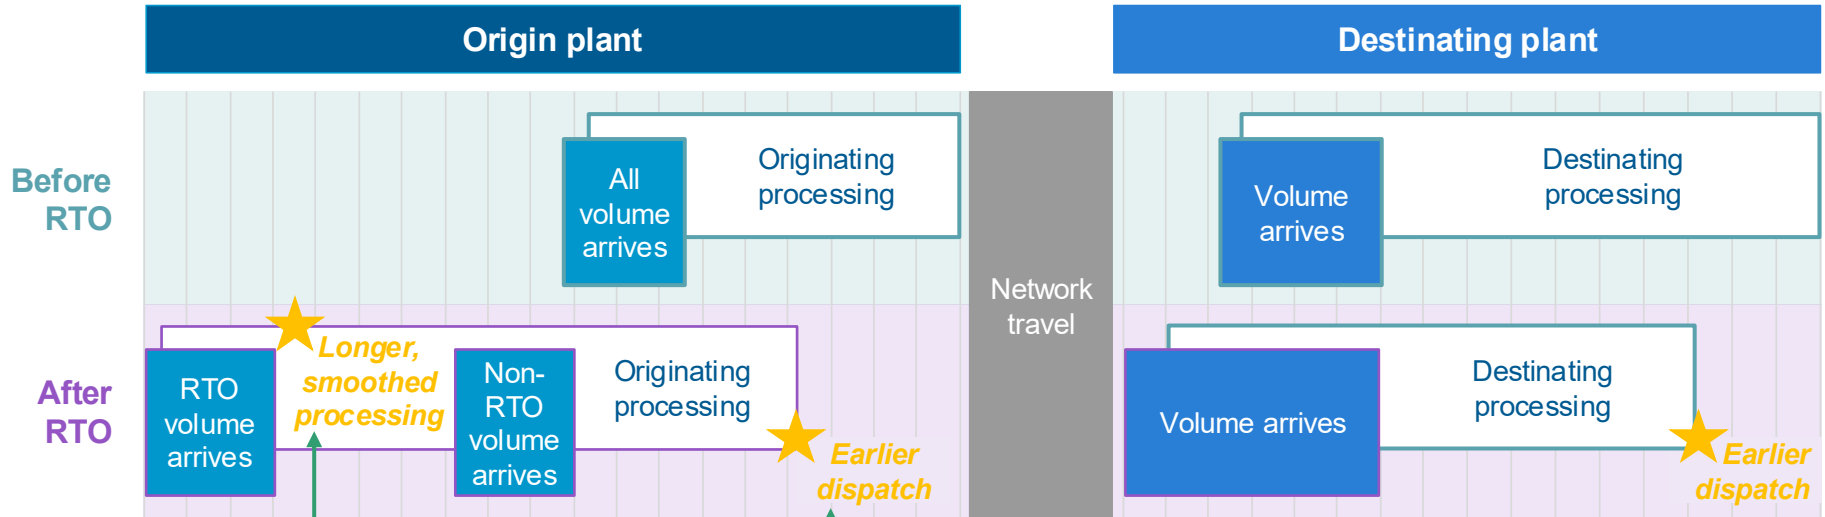 Origin plant
Destinating plant
Before
RTO
All
volume
arrives
Originating
processing
Network
travel
Volume
arrives
Destinating
processing
After
RTO
RTO
volume
arrives
Longer,
smoothed
processing
Non-
RTO
volume
arrives
Originating
processing
Earlier
dispatch
Volume arrives
Destinating
processing
Earlier
dispatch